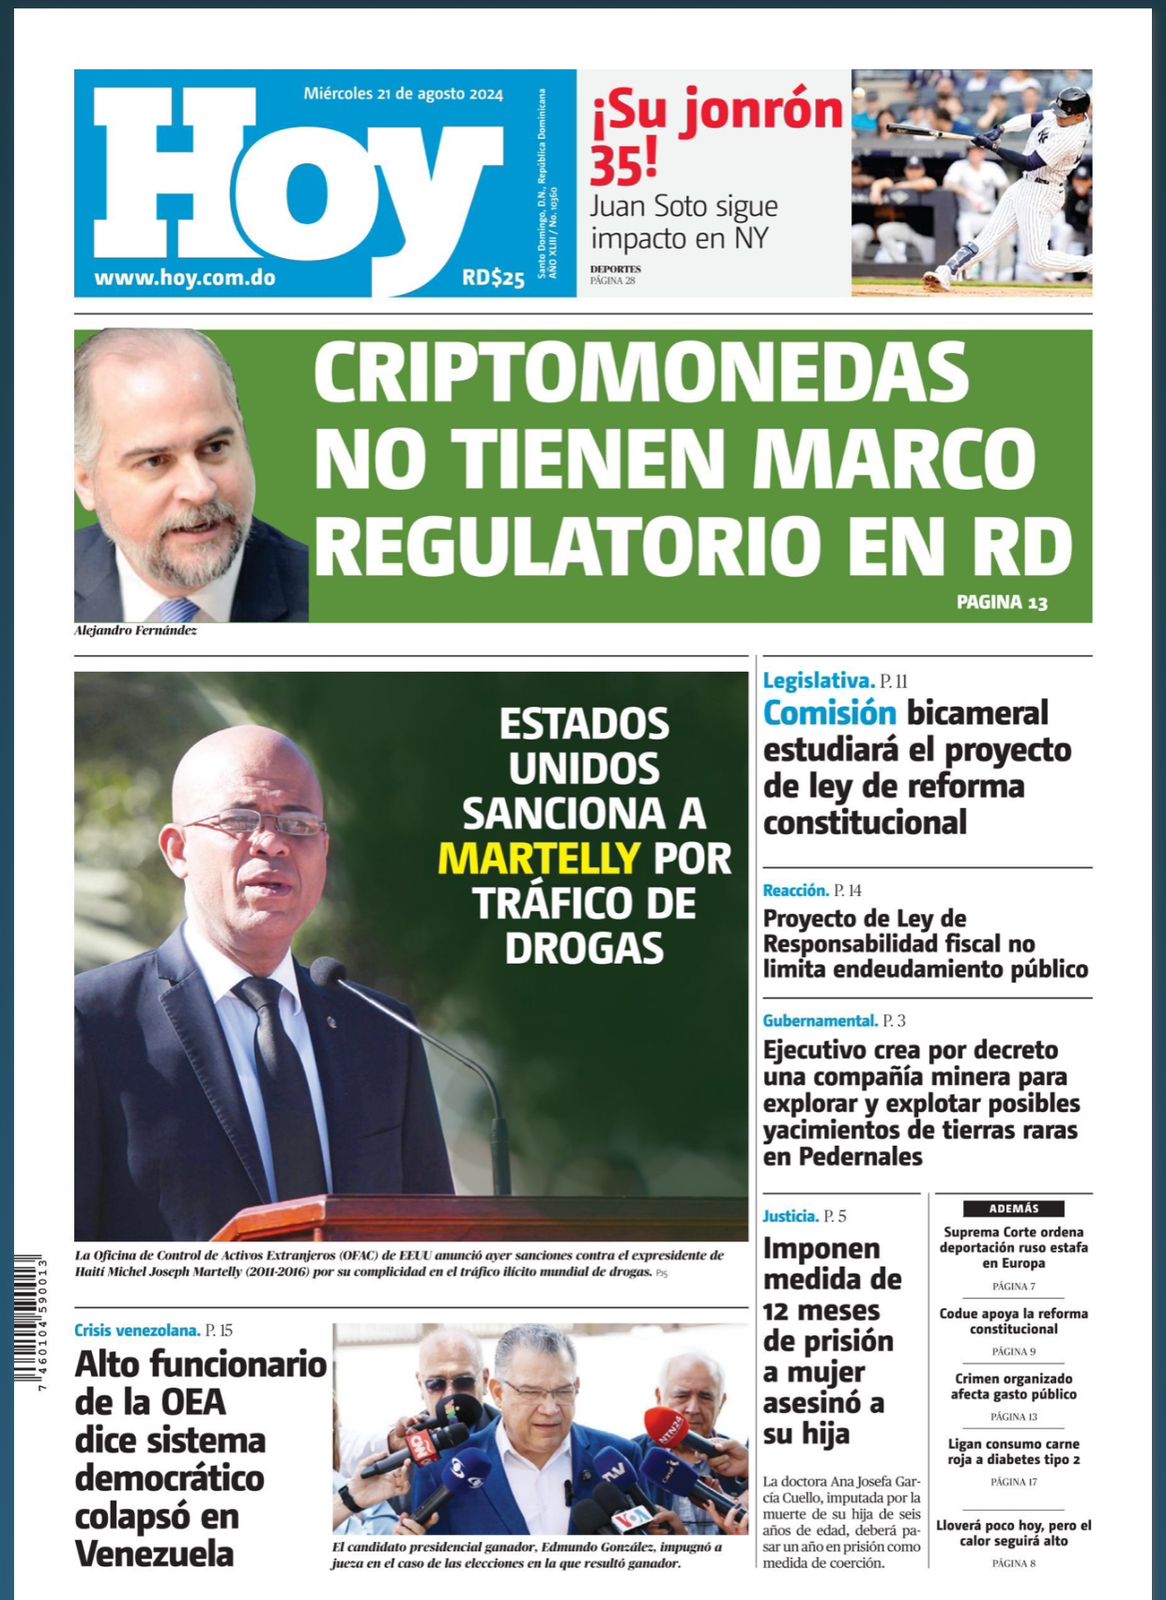 Miércoles 21 de agosto 2024
Hoy
www.hoy.com.do
RD$25
Santo Domingo, D.N., República Dominicana
AÑO XLIII / No. 10360
¡Su jonrón
35!
Juan Soto sigue
impacto en NY
DEPORTES
PÁGINA 28
CRIPTOMONEDAS
NO TIENEN MARCO
REGULATORIO EN RD
PAGINA 13
Alejandro Fernández
ESTADOS
UNIDOS
SANCIONA A
MARTELLY POR
TRÁFICO DE
DROGAS
La Oficina de Control de Activos Extranjeros (OFAC) de EEUU anunció ayer sanciones contra el expresidente de
Haití Michel Joseph Martelly (2011-2016) por su complicidad en el tráfico ilícito mundial de drogas. P.15
Legislativa. P. 11
Comisión bicameral
estudiará el proyecto
de ley de reforma
constitucional
Reacción. P. 14
Proyecto de Ley de
Responsabilidad fiscal no
limita endeudamiento público
Gubernamental. P. 3
Ejecutivo crea por decreto
una compañía minera para
explorar y explotar posibles
yacimientos de tierras raras
en Pedernales
Justicia. P. 5
Imponen
medida de
12 meses
de prisión
a mujer
asesinó a
su hija
La doctora Ana Josefa Gar-
cía Cuello, imputada por la
muerte de su hija de seis
años de edad, deberá pa-
sar un año en prisión como
medida de coerción.
ADEMÁS
Suprema Corte ordena
deportación ruso estafa
en Europa
PÁGINA 7
Codue apoya la reforma
constitucional
PÁGINA 9
Crimen organizado
afecta gasto público
PÁGINA 13
Ligan consumo carne
roja a diabetes tipo 2
PÁGINA 17
Lloverá poco hoy, pero el
calor seguirá alto
PÁGINA 8
Crisis venezolana. P. 15
Alto funcionario
de la OEA
dice sistema
democrático
colapsó en
Venezuela
CNN
NTN24
TVV
VOA
El candidato presidencial ganador, Edmundo González, impugnó a
jueza en el caso de las elecciones en la que resultó ganador.
7 460104 590013